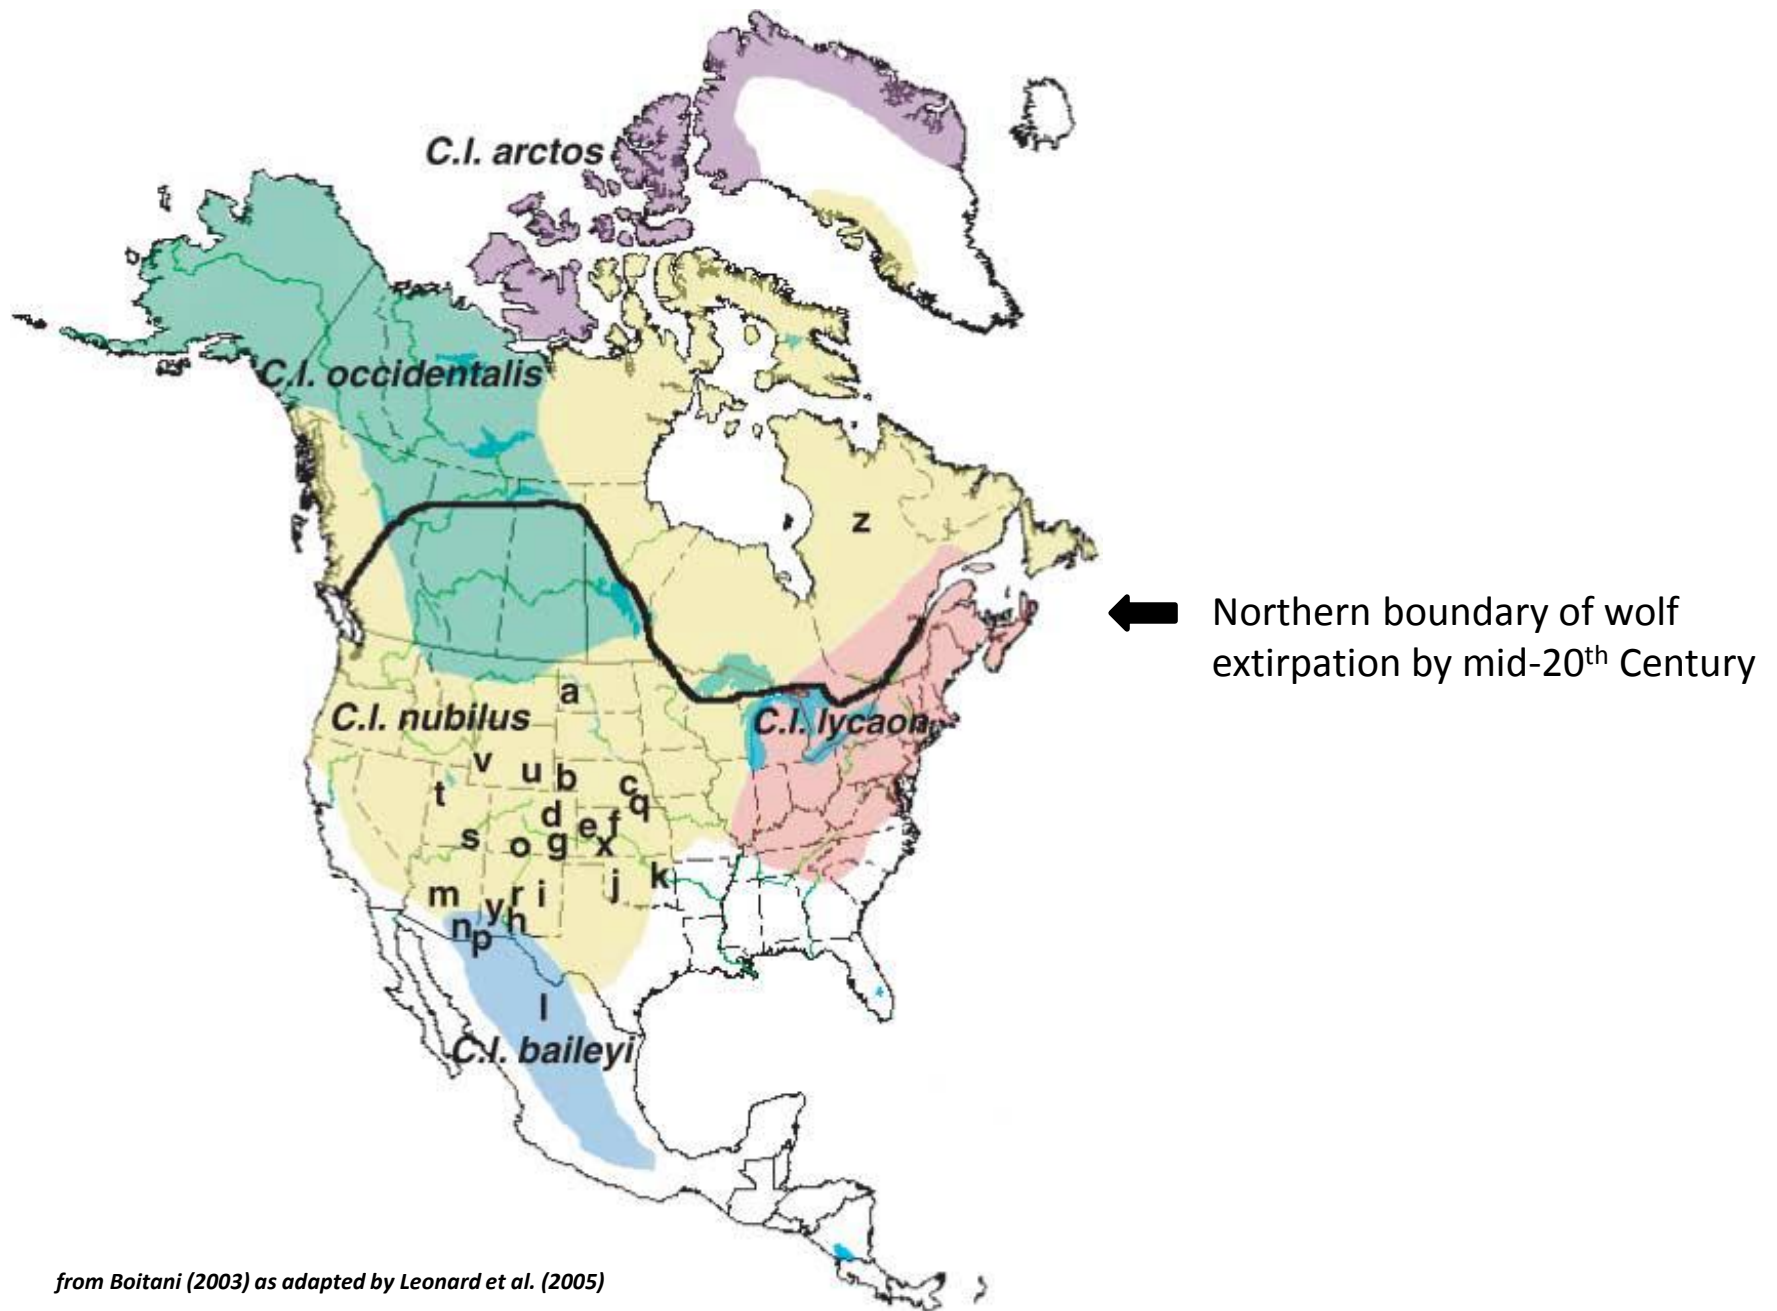 C.l. arctos
C.l. occidentalis
z
Northern boundary of wolf
extirpation by mid-20th Century
a
C.l. nubilus
C.l. lycaon
v
u
b
t
c
q
d
e
f
s
o
g
x
m
r
i
j
k
y
n
h
p
l
C.l. baileyi
from Boitani (2003) as adapted by Leonard et al. (2005)